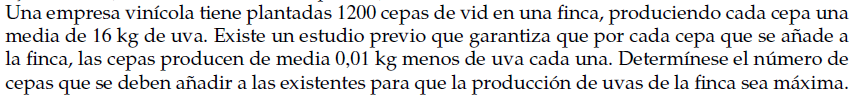 Una empresa vinícola tiene plantadas 1200 cepas de vid en una finca, produciendo cada cepa una
media de 16 kg de uva. Existe un estudio previo que garantiza que por cada cepa que se añade a
la finca, las cepas producen de media 0,01 kg menos de uva cada una. Determínese el número de
cepas que se deben añadir a las existentes para que la producción de uvas de la finca sea máxima.